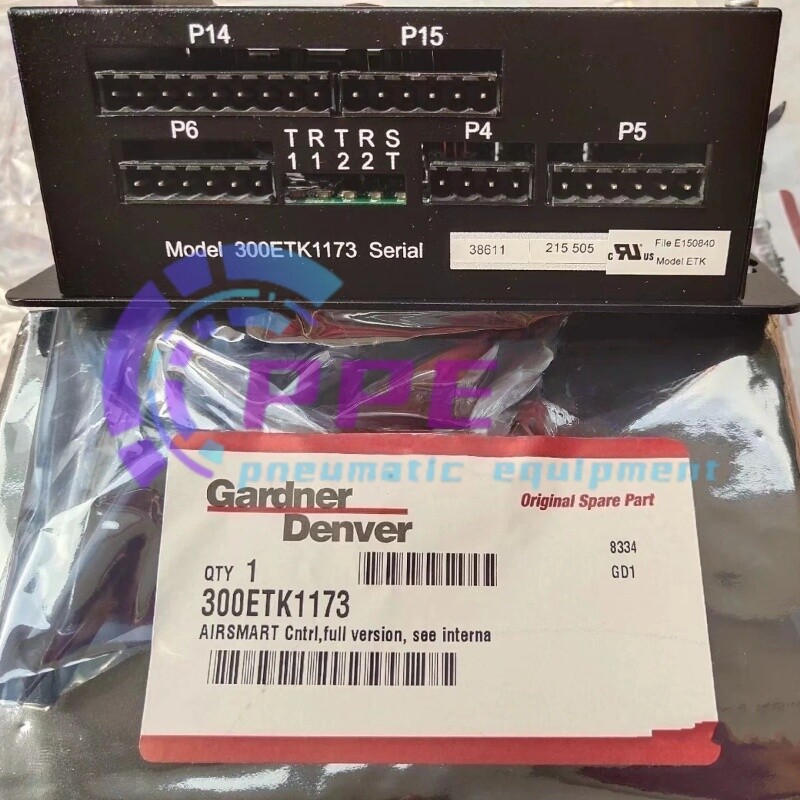 P14 P15
P6 T R T R S P4 P5
1 1 2 2 T
Model 300ETK1173 Serial 38611 215 505 c RU US File E150840
Model ETK
PPE
pneumatic equipment
Gardner
Denver
Original Spare Part
8334
GD1
QTY 1
300ETK1173
AIRSMART Cntrl,full version, see interna